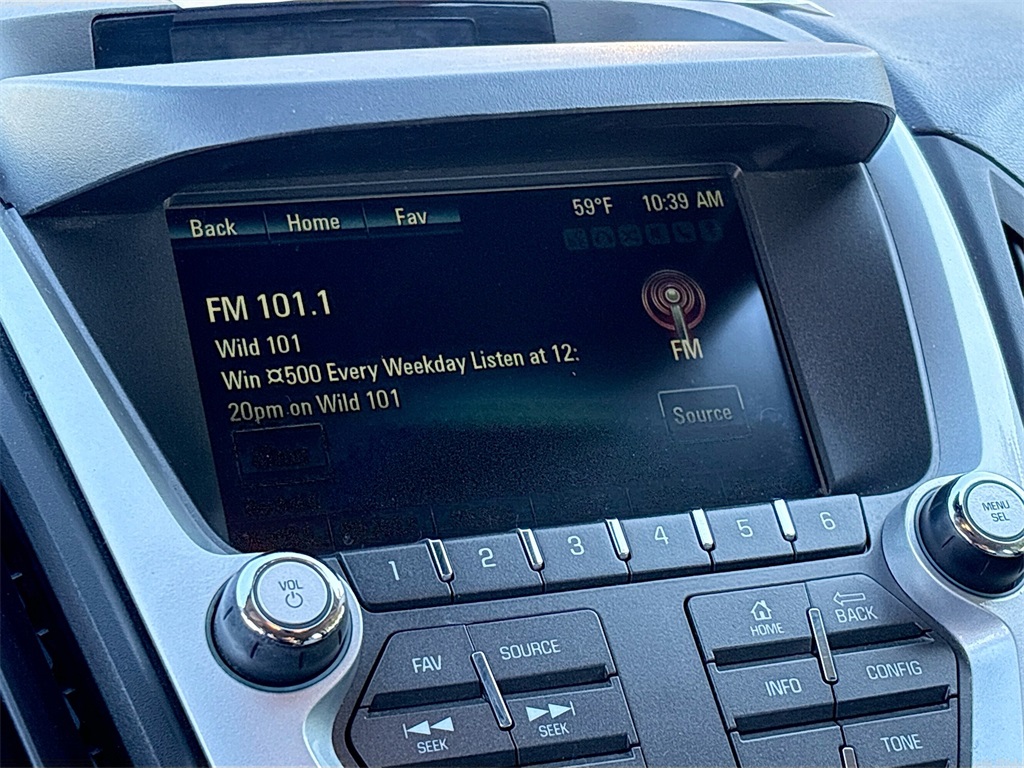 Back Home Fav 59°F 10:39 AM
FM 101.1
Wild 101
Win ¤500 Every Weekday Listen at 12:
20pm on Wild 101
FM
Source
1 2 3 4 5 6
VOL
MENU
SEL
FAV SOURCE
SEEK SEEK
HOME BACK
INFO CONFIG
TONE